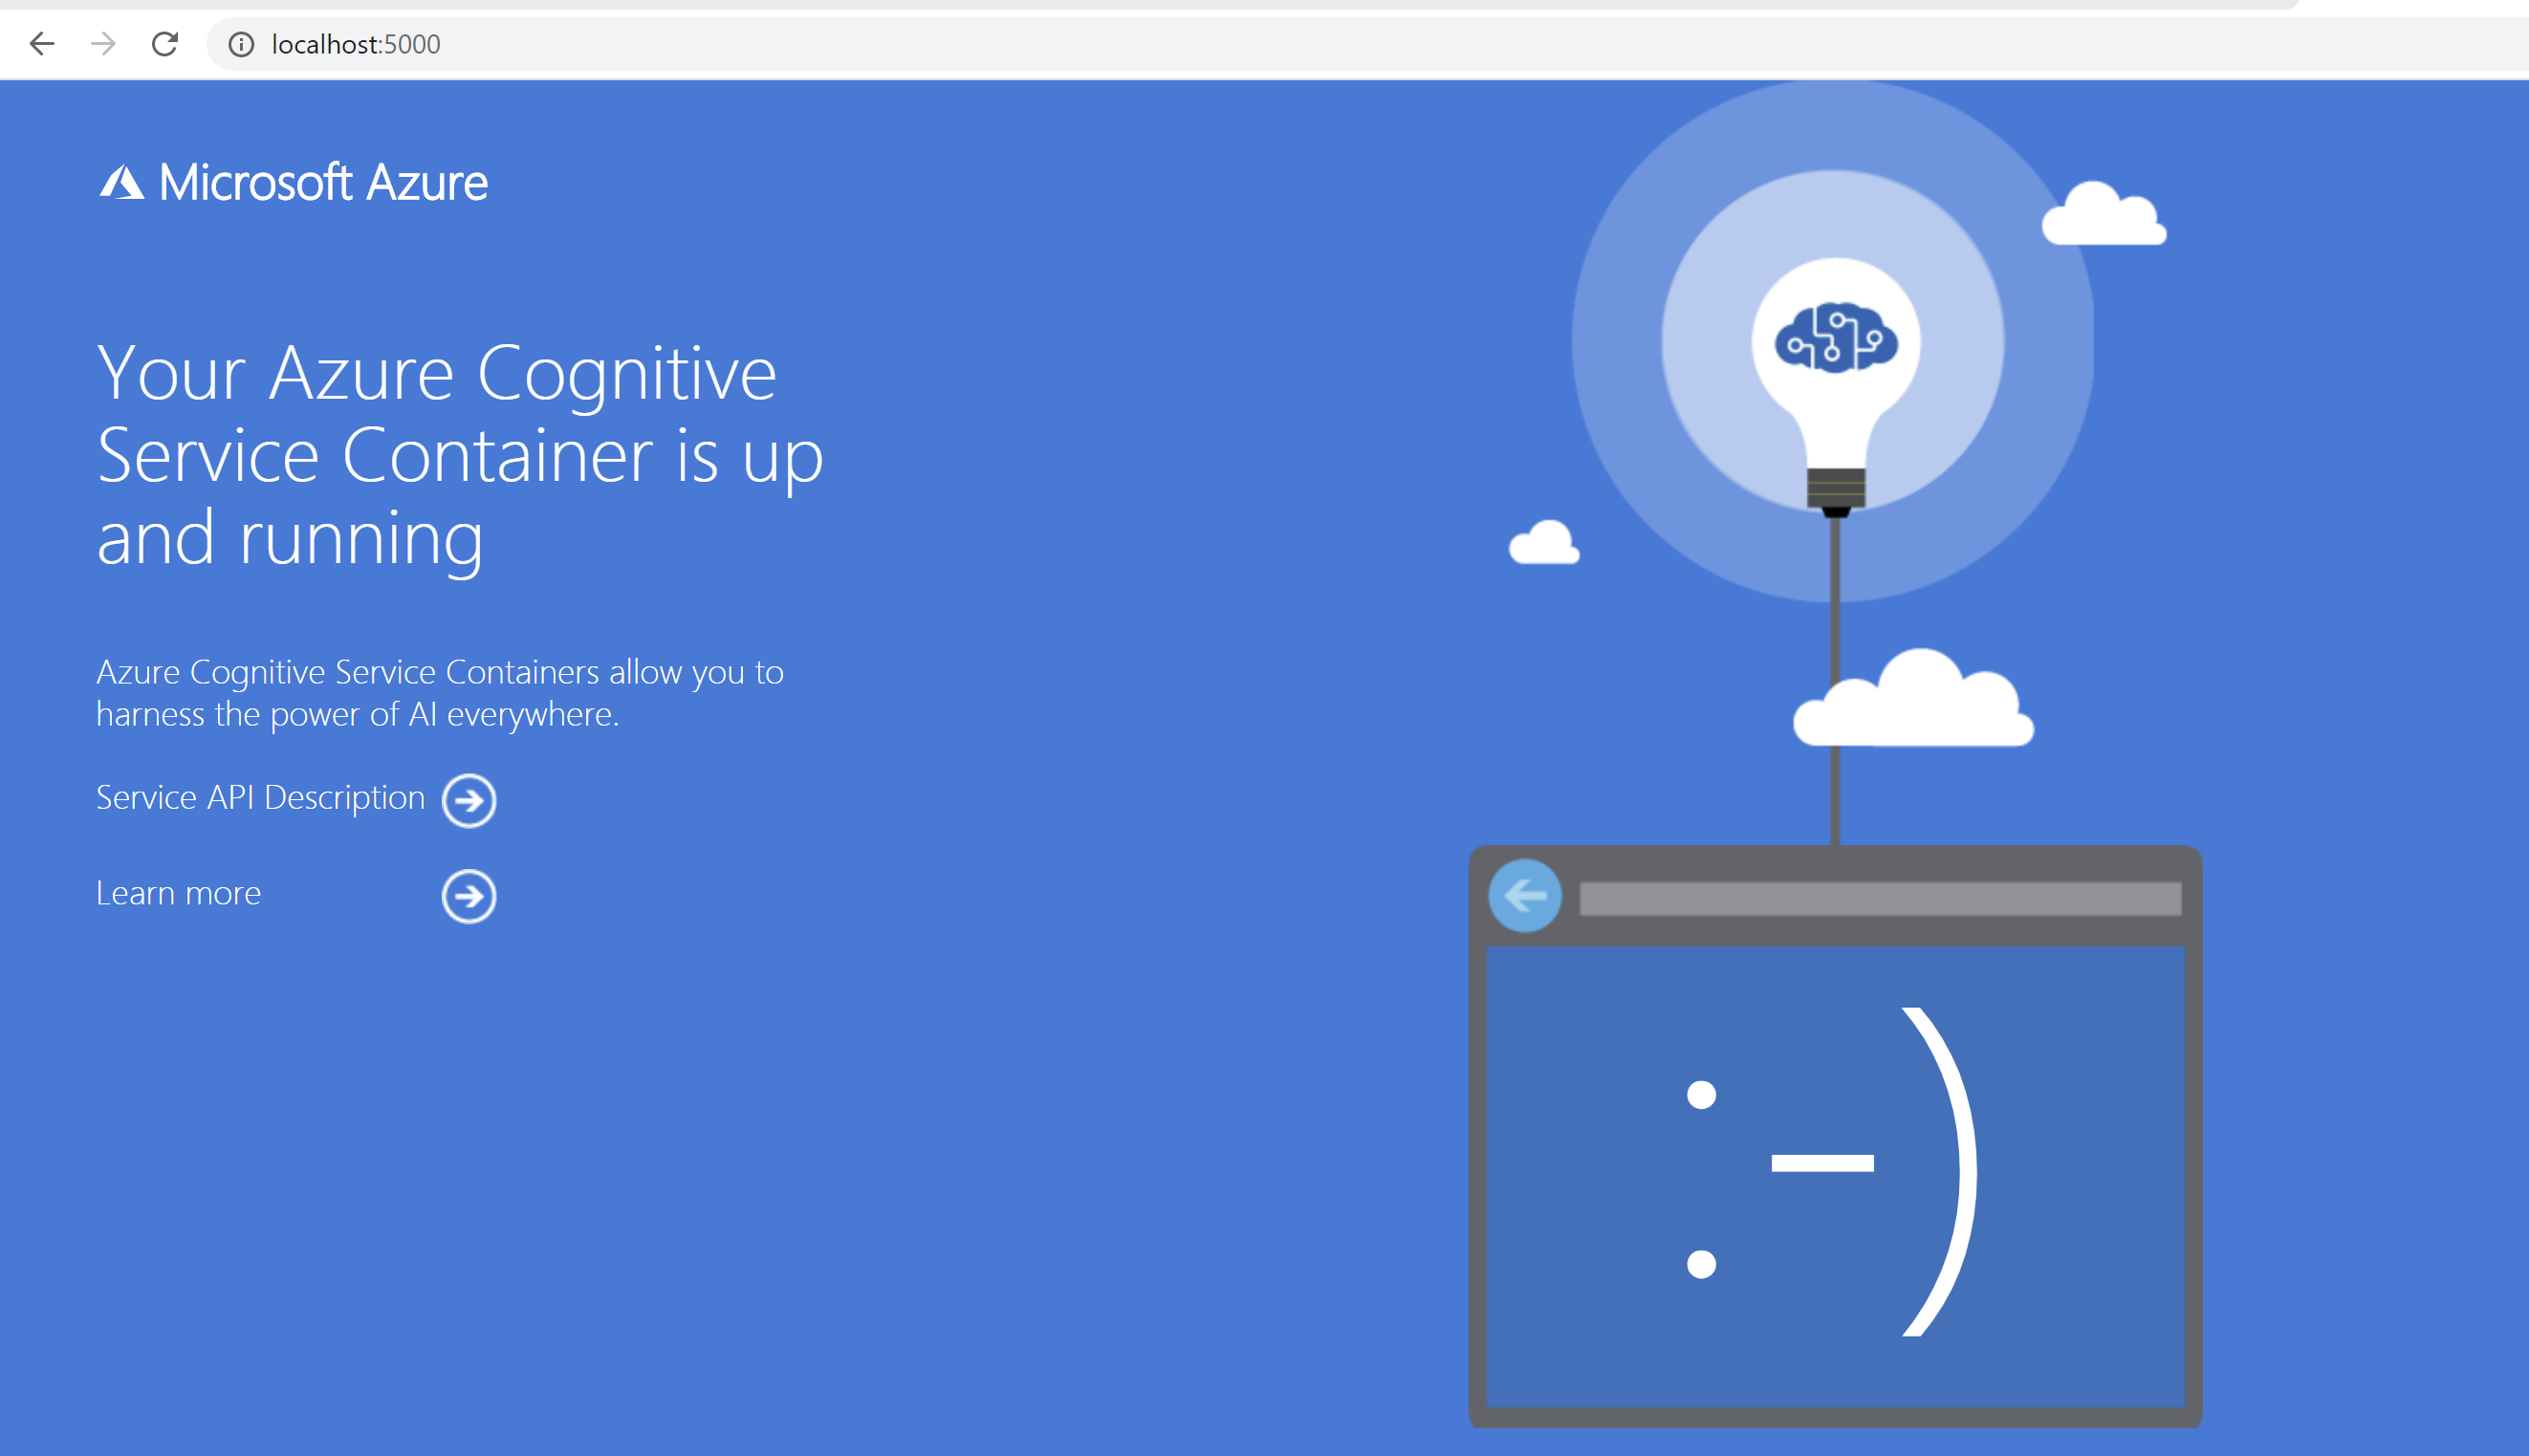 localhost:5000
Microsoft Azure
Your Azure Cognitive
Service Container is up
and running
Azure Cognitive Service Containers allow you to
harness the power of AI everywhere.
Service API Description
Learn more
:-)